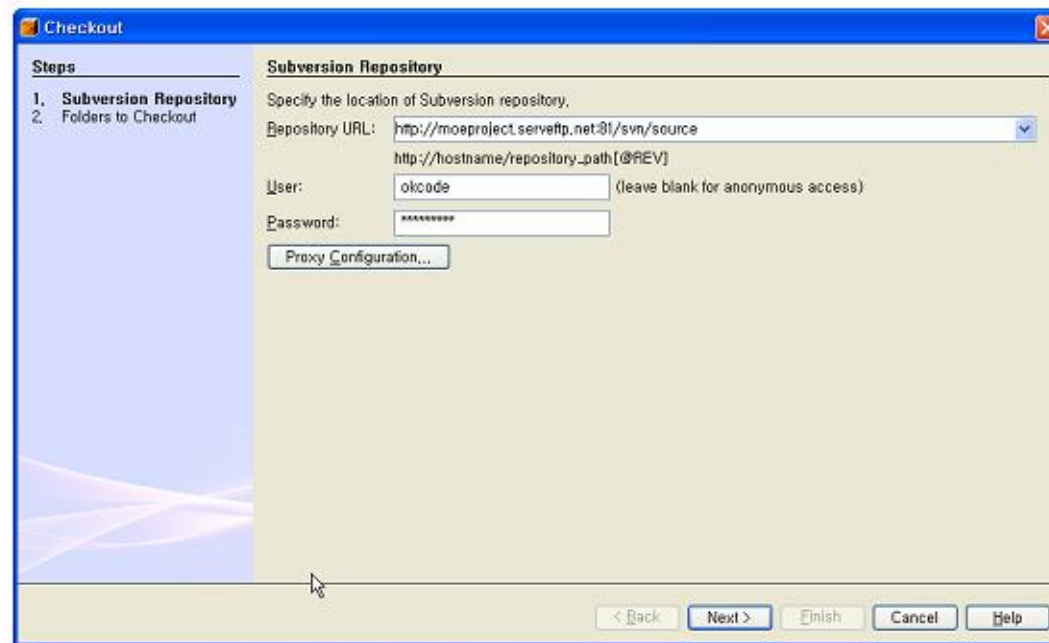 Checkout
Steps
1. Subversion Repository
2. Folders to Checkout
Subversion Repository
Specify the location of Subversion repository.
Repository URL: http://moeproject.serveftp.net:81/svn/source
http://hostname/repository_path[@REV]
User: okcode (leave blank for anonymous access)
Password: *********
Proxy Configuration...
< Back Next > Finish Cancel Help